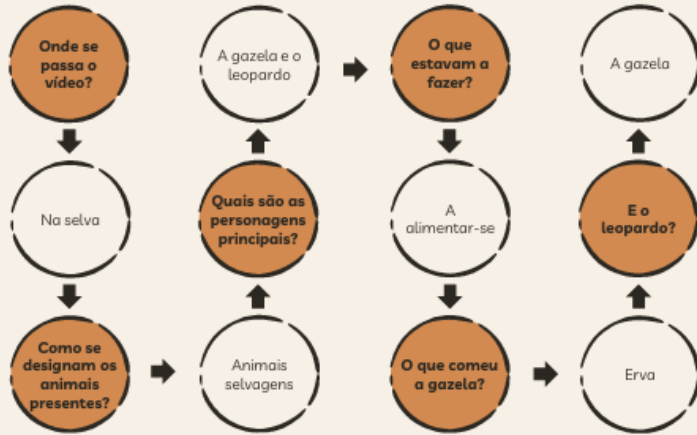 Onde se
passa o
vídeo?
Na selva
Como se
designam os
animais
presentes?
Animais
selvagens
Quais são as
personagens
principais?
A gazela e o
leopardo
O que
estavam a
fazer?
A
alimentar-se
O que comeu
a gazela?
Erva
E o
leopardo?
A gazela